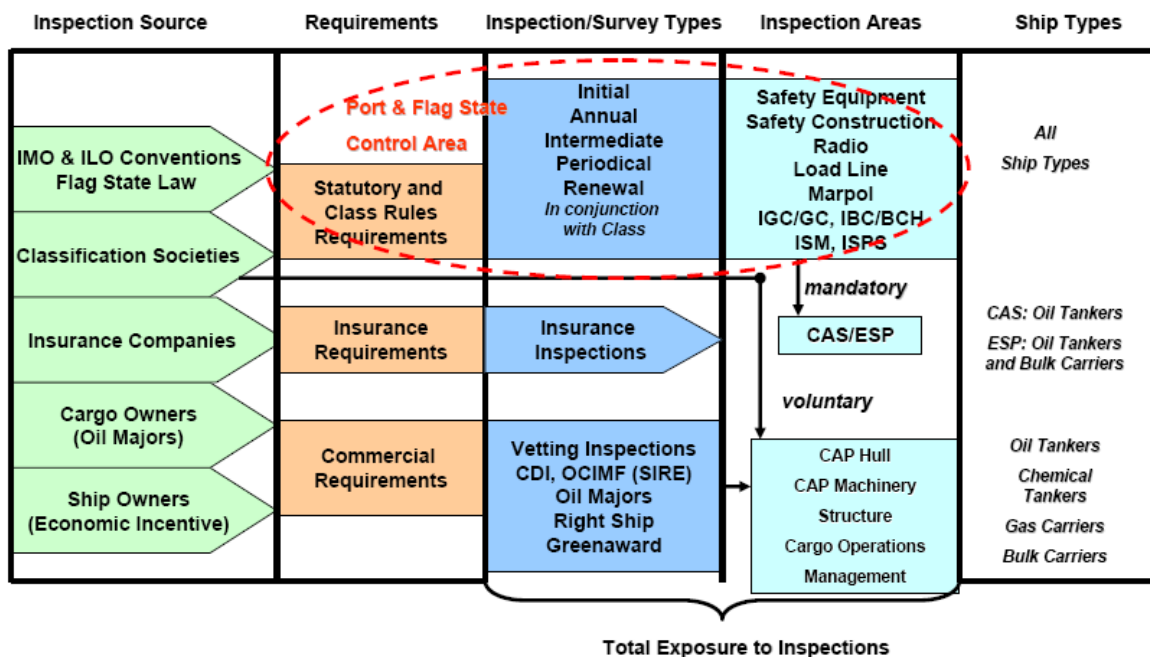 Inspection Source
Requirements
Inspection/Survey Types
Inspection Areas
Ship Types
IMO & ILO Conventions
Flag State Law
Classification Societies
Insurance Companies
Cargo Owners
(Oil Majors)
Ship Owners
(Economic Incentive)
Port & Flag State
Control Area
Statutory and
Class Rules
Requirements
Insurance
Requirements
Commercial
Requirements
Initial
Annual
Intermediate
Periodical
Renewal
In conjunction
with Class
Insurance
Inspections
Vetting Inspections
CDI, OCIMF (SIRE)
Oil Majors
Right Ship
Greenaward
Safety Equipment
Safety Construction
Radio
Load Line
Marpol
IGC/GC, IBC/BCH
ISM, ISPS
mandatory
CAS/ESP
voluntary
CAP Hull
CAP Machinery
Structure
Cargo Operations
Management
All
Ship Types
CAS: Oil Tankers
ESP: Oil Tankers
and Bulk Carriers
Oil Tankers
Chemical
Tankers
Gas Carriers
Bulk Carriers
Total Exposure to Inspections